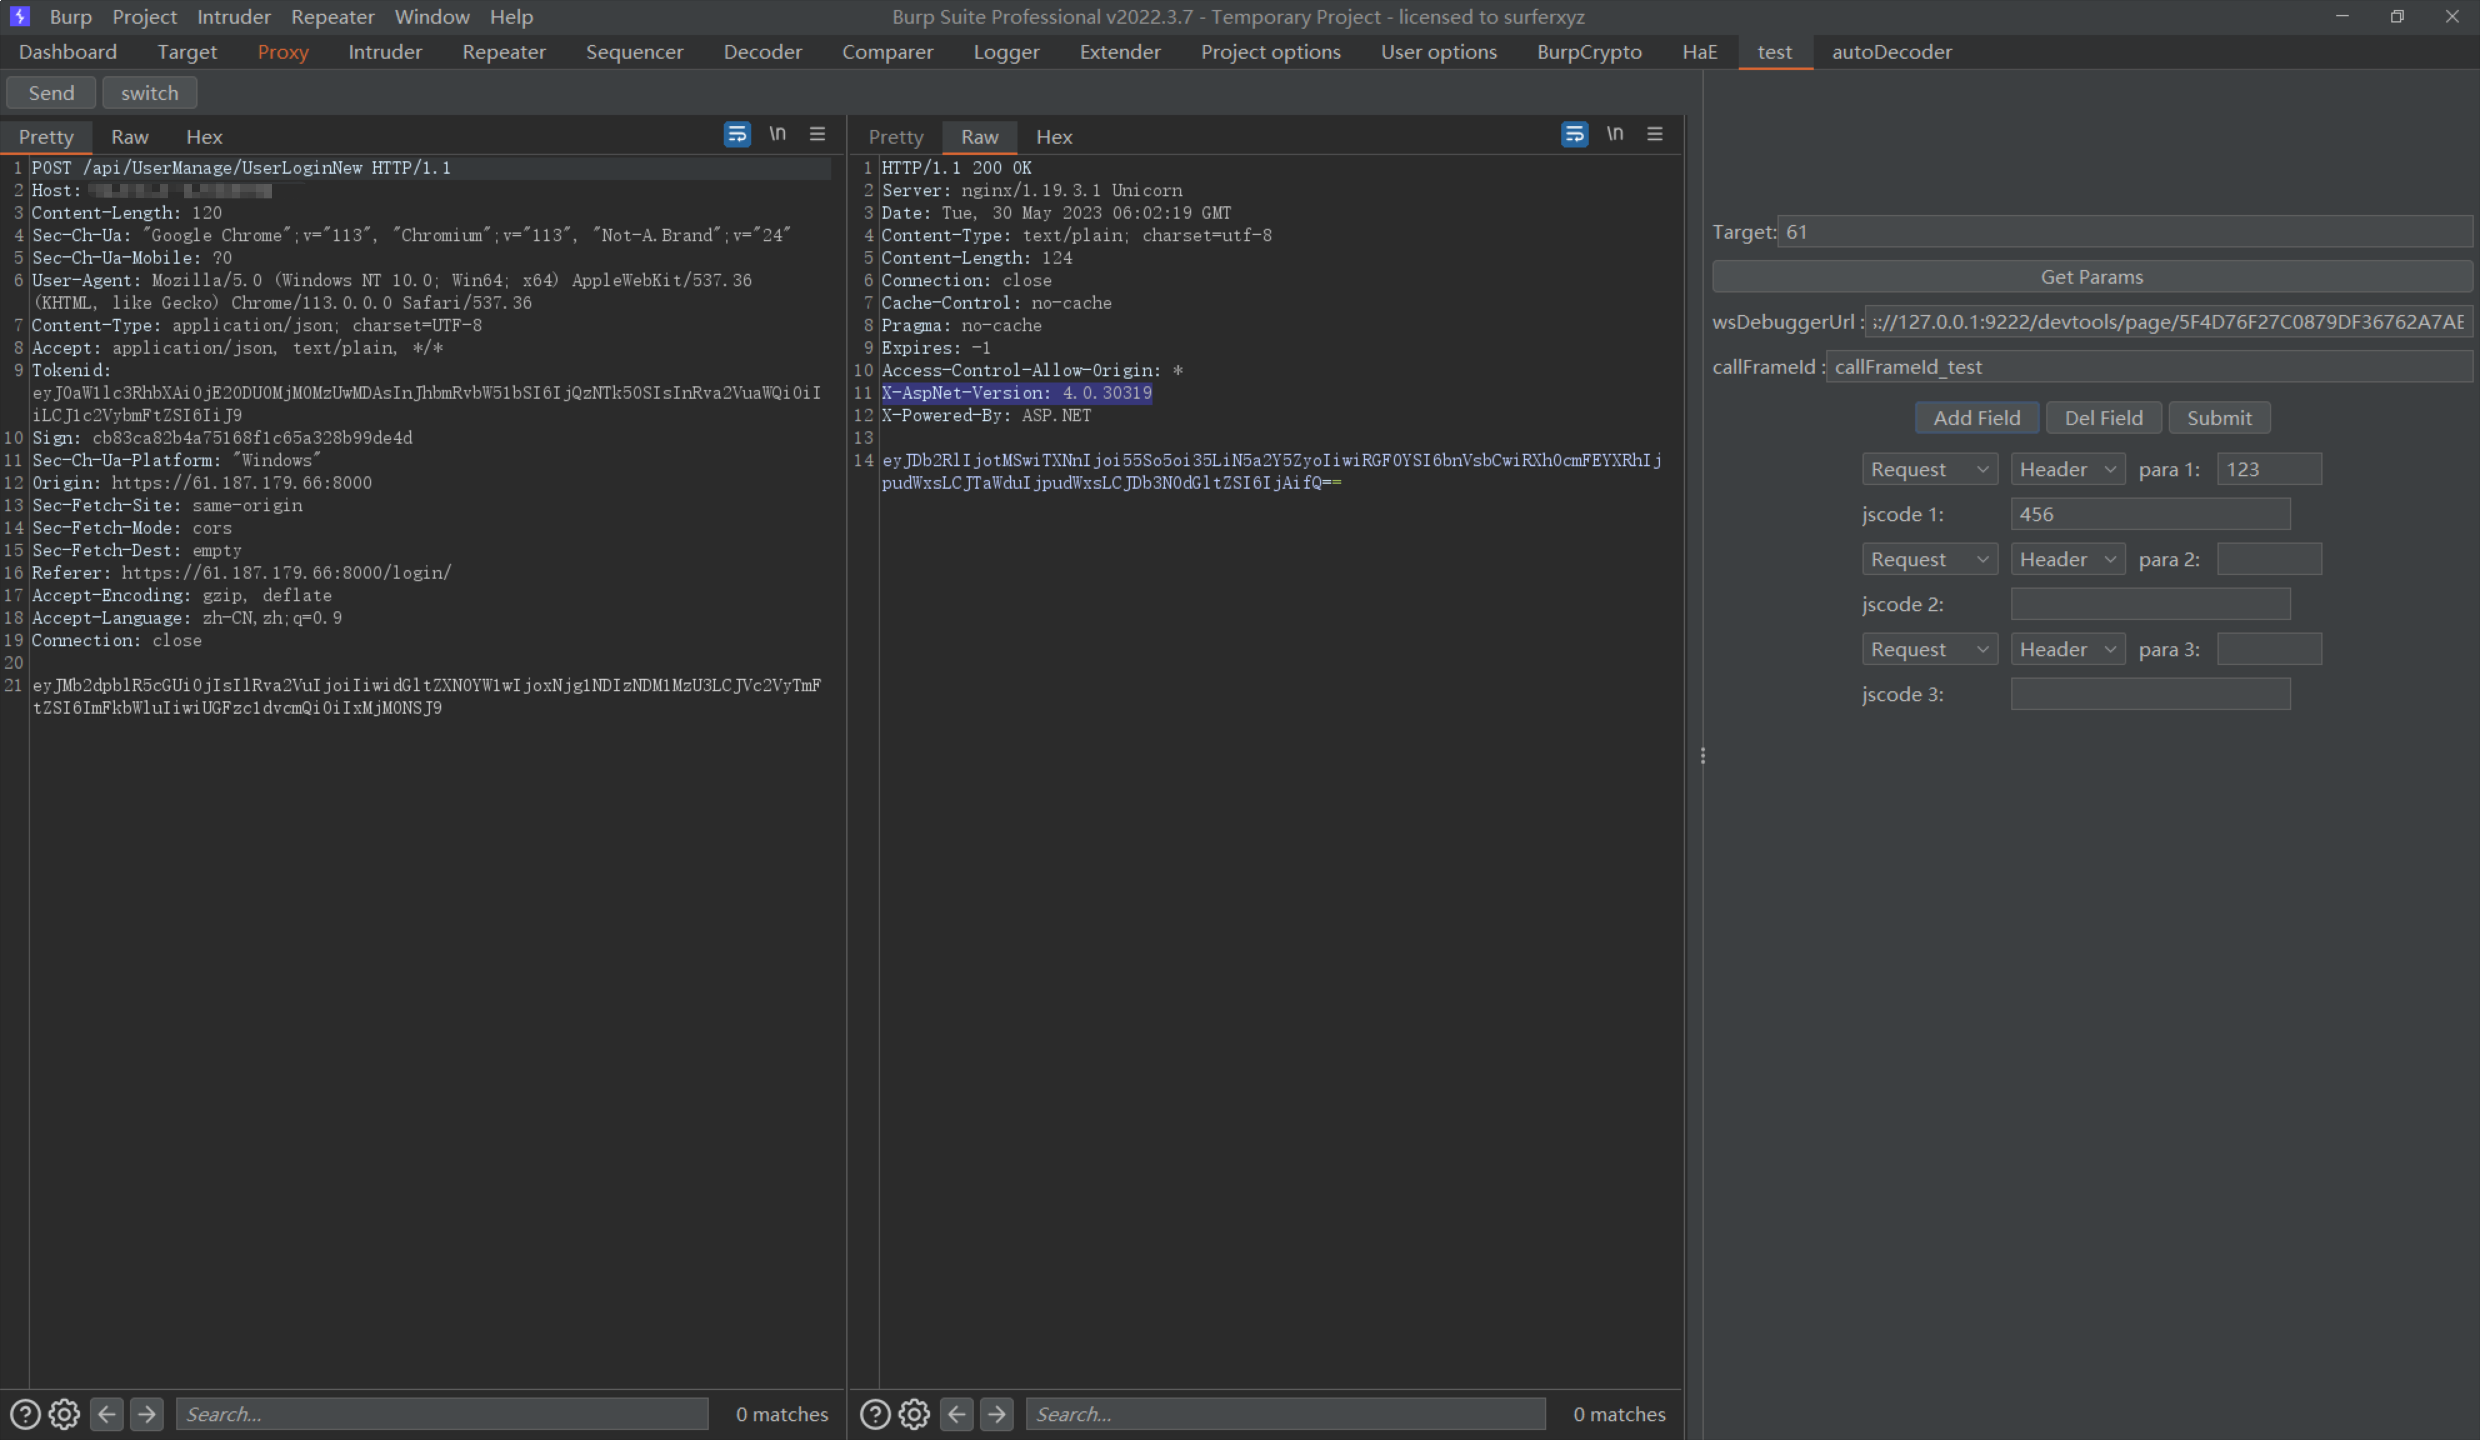 Burp Project Intruder Repeater Window Help
Burp Suite Professional v2022.3.7 - Temporary Project - licensed to surferxyz
Dashboard Target Proxy Intruder Repeater Sequencer Decoder Comparer Logger Extender Project options User options BurpCrypto HaE test autoDecoder
Send switch
Pretty Raw Hex \n
1 POST /api/UserManage/UserLoginNew HTTP/1.1
2 Host:
3 Content-Length: 120
4 Sec-Ch-Ua: "Google Chrome";v="113", "Chromium";v="113", "Not-A.Brand";v="24"
5 Sec-Ch-Ua-Mobile: ?0
6 User-Agent: Mozilla/5.0 (Windows NT 10.0; Win64; x64) AppleWebKit/537.36
(KHTML, like Gecko) Chrome/113.0.0.0 Safari/537.36
7 Content-Type: application/json; charset=UTF-8
8 Accept: application/json, text/plain, */*
9 Tokenid:
eyJ0aW1lc3RhbXAiOjE2ODU0MjM0MzUwMDAsInJhbmRvbW51bSI6IjQzNTk5OSIsInRva2VuaWQiOiI
iLCJ1c2VybmFtZSI6IiJ9
10 Sign: cb83ca82b4a75168f1c65a328b99de4d
11 Sec-Ch-Ua-Platform: "Windows"
12 Origin: https://61.187.179.66:8000
13 Sec-Fetch-Site: same-origin
14 Sec-Fetch-Mode: cors
15 Sec-Fetch-Dest: empty
16 Referer: https://61.187.179.66:8000/login/
17 Accept-Encoding: gzip, deflate
18 Accept-Language: zh-CN,zh;q=0.9
19 Connection: close
20
21 eyJMb2dpblR5cGUiOjIsIlRva2VuIjoiIiwidGltZXN0YW1wIjoxNjg1NDIzNDM1MzU3LCJVc2VyTmF
tZSI6ImFkbWluIiwiUGFzc1dvcmQiOiIxMjM0NSJ9
Search... 0 matches
Pretty Raw Hex \n
1 HTTP/1.1 200 OK
2 Server: nginx/1.19.3.1 Unicorn
3 Date: Tue, 30 May 2023 06:02:19 GMT
4 Content-Type: text/plain; charset=utf-8
5 Content-Length: 124
6 Connection: close
7 Cache-Control: no-cache
8 Pragma: no-cache
9 Expires: -1
10 Access-Control-Allow-Origin: *
11 X-AspNet-Version: 4.0.30319
12 X-Powered-By: ASP.NET
13
14 eyJDb2RlIjotMSwiTXNnIjoi55So5oi35LiN5a2Y5ZyoIiwiRGF0YSI6bnVsbCwiRXh0cmFEYXRhIj
pudWxsLCJTaWduIjpudWxsLCJDb3N0dGltZSI6IjAifQ==
Search... 0 matches
Target: 61
Get Params
wsDebuggerUrl : ://127.0.0.1:9222/devtools/page/5F4D76F27C0879DF36762A7AE
callFrameId : callFrameId_test
Add Field Del Field Submit
Request Header para 1: 123
jscode 1: 456
Request Header para 2:
jscode 2:
Request Header para 3:
jscode 3: